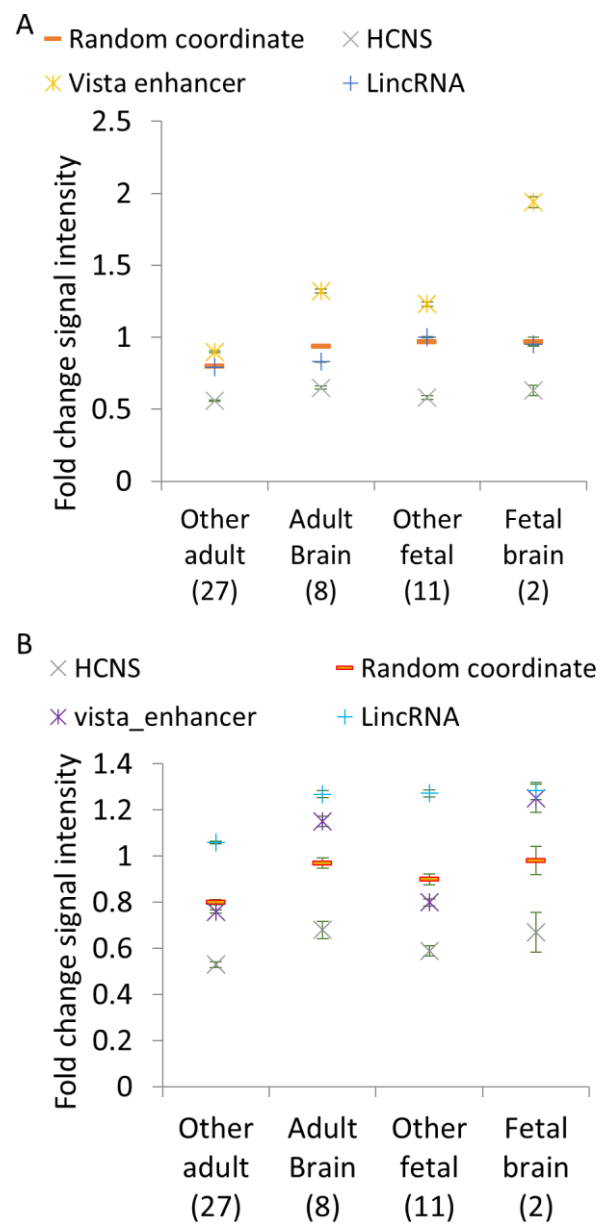 A
Random coordinate HCNS
Vista enhancer LincRNA
Fold change signal intensity
2.5
2
1.5
1
0.5
0
Other Adult Other Fetal
adult Brain fetal brain
(27) (8) (11) (2)
B
HCNS Random coordinate
vista_enhancer LincRNA
Fold change signal intensity
1.4
1.2
1
0.8
0.6
0.4
0.2
0
Other Adult Other Fetal
adult Brain fetal brain
(27) (8) (11) (2)